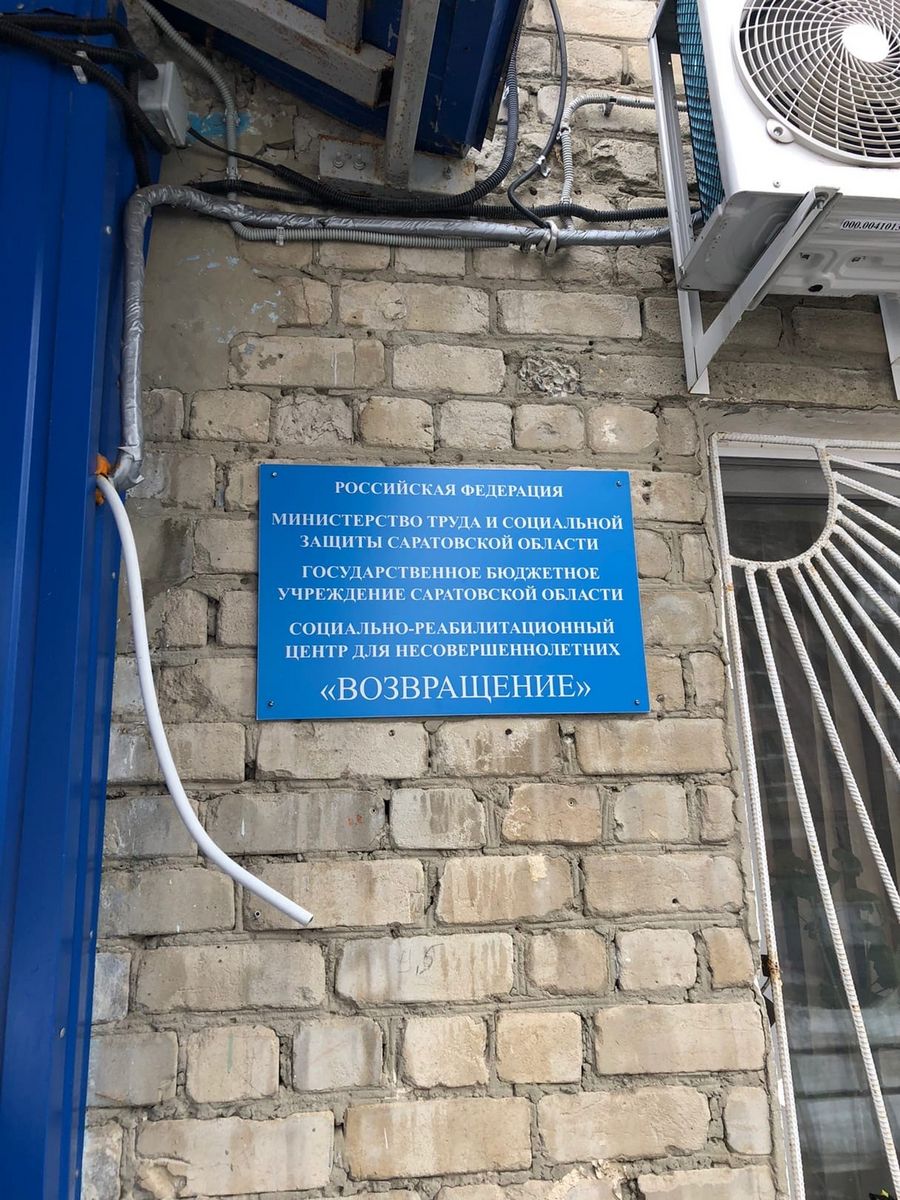 РОССИЙСКАЯ ФЕДЕРАЦИЯ
МИНИСТЕРСТВО ТРУДА И СОЦИАЛЬНОЙ
ЗАЩИТЫ САРАТОВСКОЙ ОБЛАСТИ
ГОСУДАРСТВЕННОЕ БЮДЖЕТНОЕ
УЧРЕЖДЕНИЕ САРАТОВСКОЙ ОБЛАСТИ
СОЦИАЛЬНО-РЕАБИЛИТАЦИОННЫЙ
ЦЕНТР ДЛЯ НЕСОВЕРШЕННОЛЕТНИХ
«ВОЗВРАЩЕНИЕ»